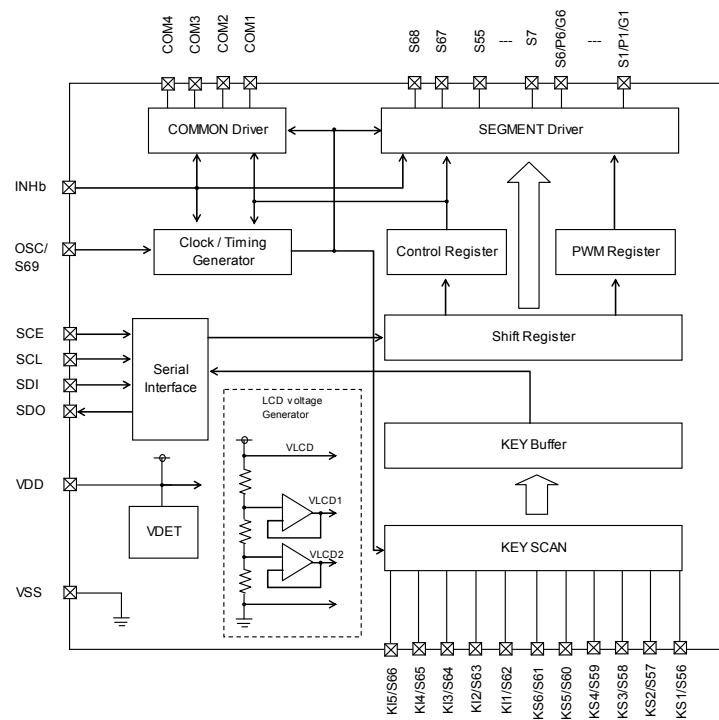 COM4
COM3
COM2
COM1
S68
S67
S55
---
S7
S6/P6/G6
---
S1/P1/G1
COMMON Driver
SEGMENT Driver
INHb
OSC/
S69
Clock / Timing
Generator
Control Register
PWM Register
SCE
SCL
SDI
SDO
Serial
Interface
Shift Register
LCD voltage
Generator
VLCD
VLCD1
VLCD2
KEY Buffer
VDD
VDET
KEY SCAN
VSS
KI5/S66
KI4/S65
KI3/S64
KI2/S63
KI1/S62
KS6/S61
KS5/S60
KS4/S59
KS3/S58
KS2/S57
KS1/S56